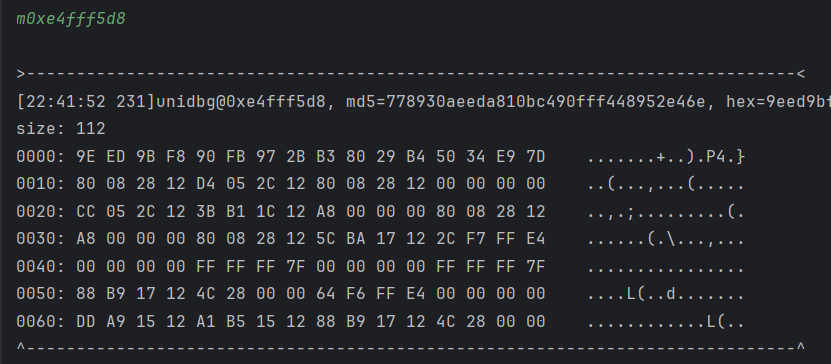 m0xe4fff5d8
>-----------------------------------------------------------------------------<
[22:41:52 231]unidbg@0xe4fff5d8, md5=778930aeeda810bc490fff448952e46e, hex=9eed9bf
size: 112
0000: 9E ED 9B F8 90 FB 97 2B B3 80 29 B4 50 34 E9 7D    .......+..).P4.}
0010: 80 08 28 12 D4 05 2C 12 80 08 28 12 00 00 00 00    ..(...,...(.....
0020: CC 05 2C 12 3B B1 1C 12 A8 00 00 00 80 08 28 12    ..,.;.........(.
0030: A8 00 00 00 80 08 28 12 5C BA 17 12 2C F7 FF E4    ......(.\...,...
0040: 00 00 00 00 FF FF FF 7F 00 00 00 00 FF FF FF 7F    ................
0050: 88 B9 17 12 4C 28 00 00 64 F6 FF E4 00 00 00 00    ....L(..d.......
0060: DD A9 15 12 A1 B5 15 12 88 B9 17 12 4C 28 00 00    ............L(..
^-----------------------------------------------------------------------------^